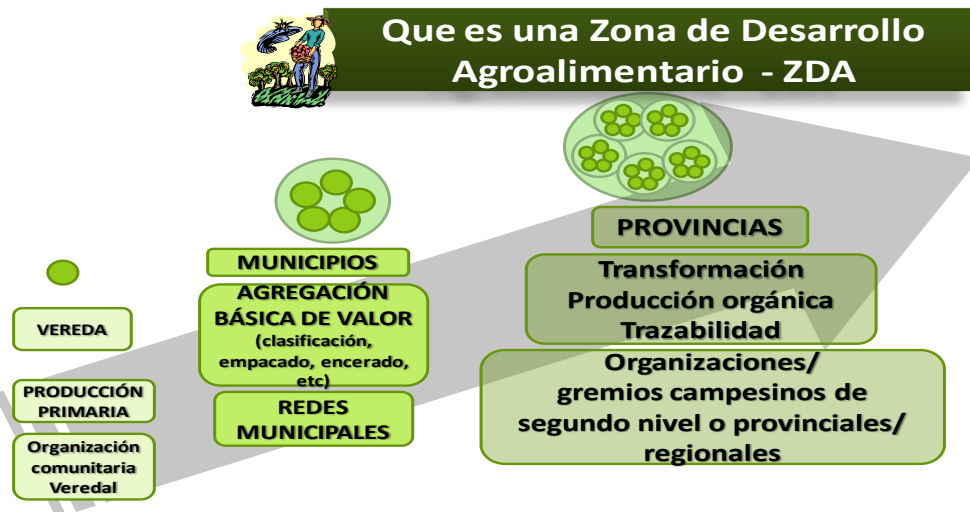 Que es una Zona de Desarrollo
Agroalimentario - ZDA
VEREDA
PRODUCCIÓN
PRIMARIA
Organización
comunitaria
Veredal
MUNICIPIOS
AGREGACIÓN
BÁSICA DE VALOR
(clasificación,
empacado, encerado,
etc)
REDES
MUNICIPALES
PROVINCIAS
Transformación
Producción orgánica
Trazabilidad
Organizaciones/
gremios campesinos de
segundo nivel o provinciales/
regionales